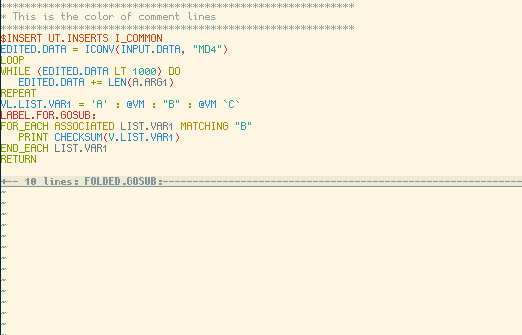 *****************************************************
* This is the color of comment lines
*****************************************************
$INSERT UT.INSERTS I_COMMON
EDITED.DATA = ICONV(INPUT.DATA, "MD4")
LOOP
WHILE (EDITED.DATA LT 1000) DO
   EDITED.DATA += LEN(A.ARG1)
REPEAT
VL.LIST.VAR1 = 'A' : @VM : "B" : @VM `C`
LABEL.FOR.GOSUB:
FOR_EACH ASSOCIATED LIST.VAR1 MATCHING "B"
   PRINT CHECKSUM(V.LIST.VAR1)
END_EACH LIST.VAR1
RETURN
+-- 10 lines: FOLDED.GOSUB:-------------------------------------------------------
~
~
~
~
~
~
~
~
~
~
~
~
~